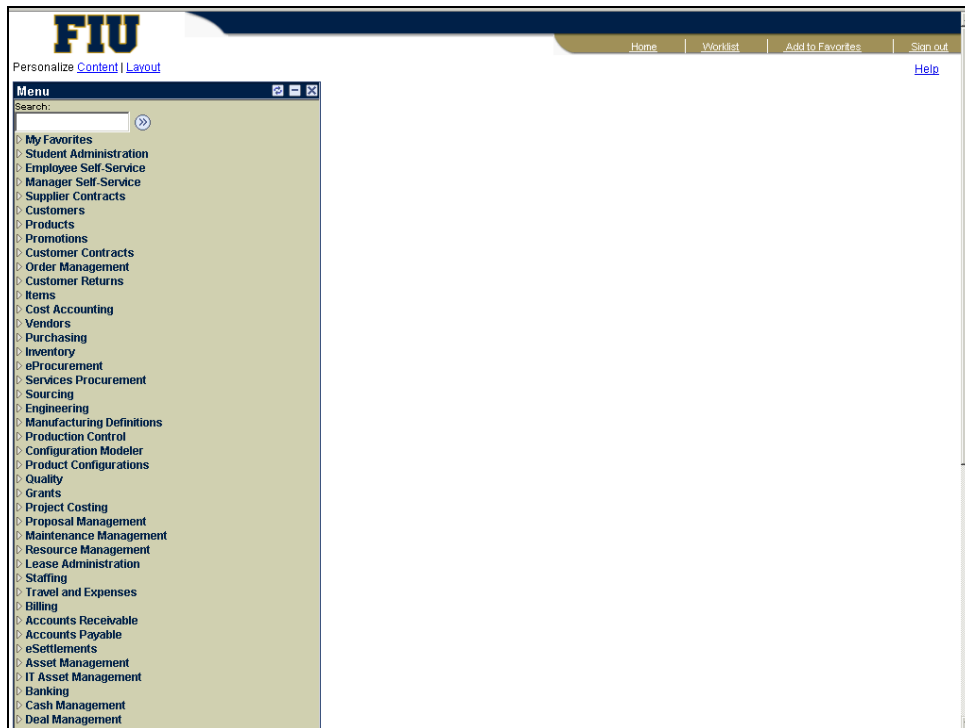 FIU
Home Worklist Add to Favorites Sign out
Personalize Content | Layout
Help
Menu
Search:
My Favorites
Student Administration
Employee Self-Service
Manager Self-Service
Supplier Contracts
Customers
Products
Promotions
Customer Contracts
Order Management
Customer Returns
Items
Cost Accounting
Vendors
Purchasing
Inventory
eProcurement
Services Procurement
Sourcing
Engineering
Manufacturing Definitions
Production Control
Configuration Modeler
Product Configurations
Quality
Grants
Project Costing
Proposal Management
Maintenance Management
Resource Management
Lease Administration
Staffing
Travel and Expenses
Billing
Accounts Receivable
Accounts Payable
eSettlements
Asset Management
IT Asset Management
Banking
Cash Management
Deal Management